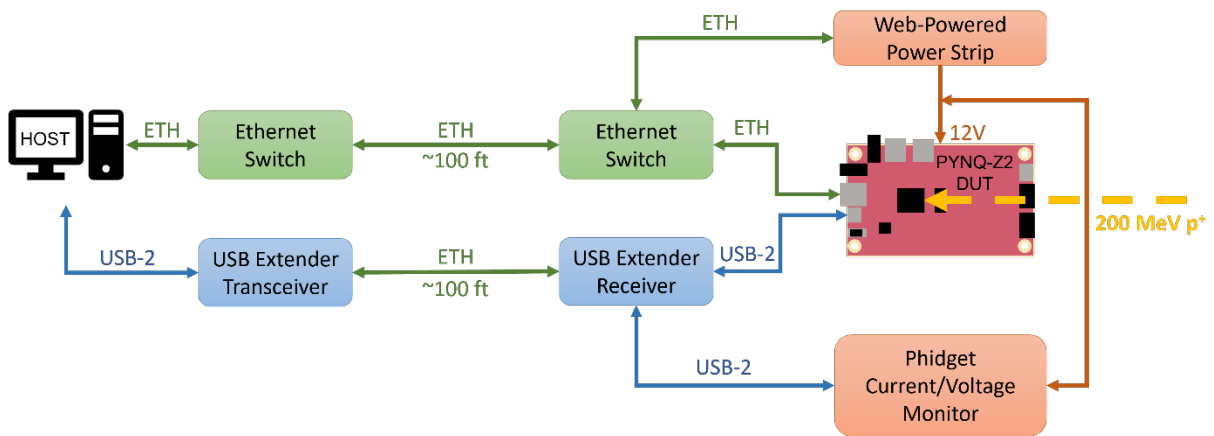 ETH
Web-Powered
Power Strip
HOST
ETH
Ethernet
Switch
ETH
~100 ft
Ethernet
Switch
ETH
12V
PYNQ-Z2
DUT
200 MeV p⁺
USB-2
USB Extender
Transceiver
ETH
~100 ft
USB Extender
Receiver
USB-2
USB-2
Phidget
Current/Voltage
Monitor